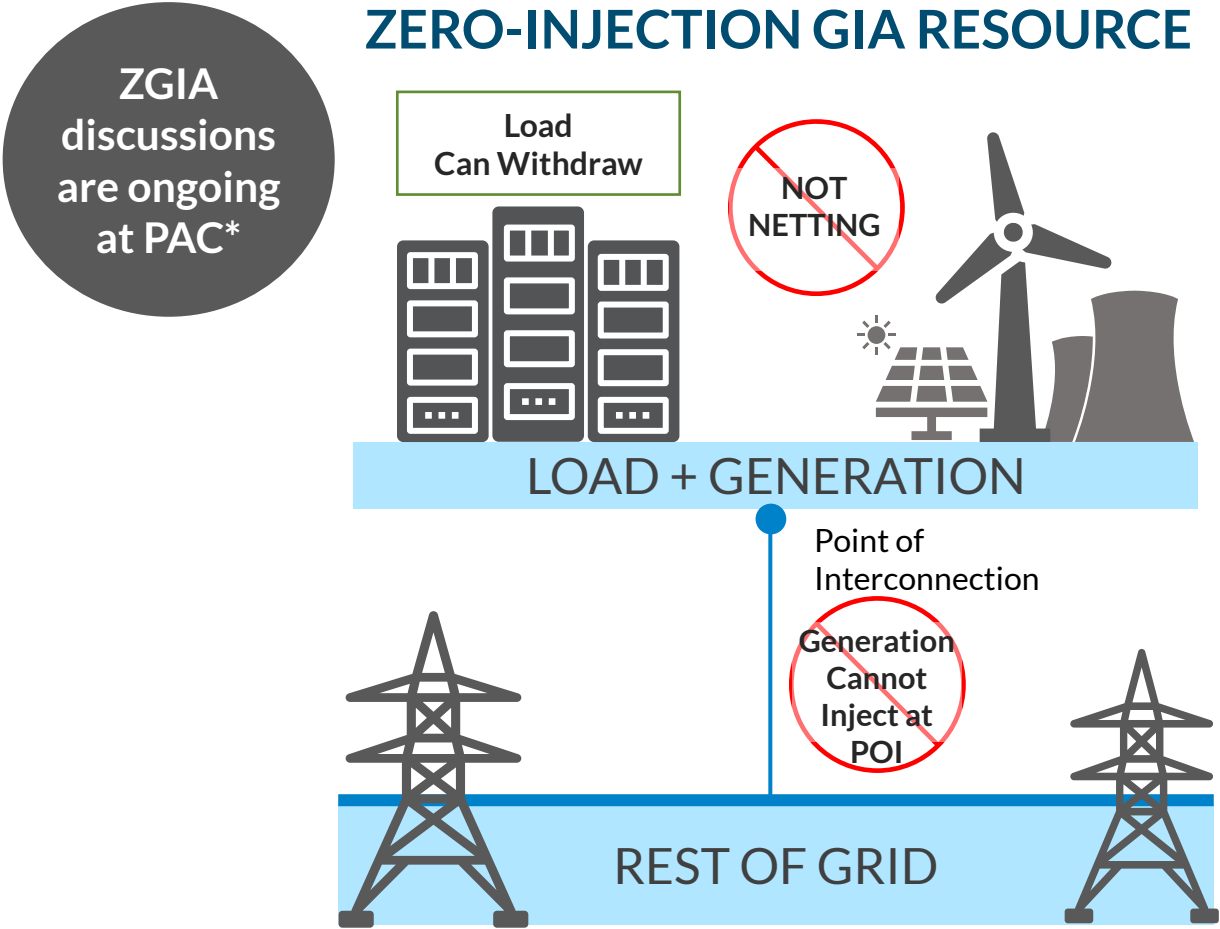 ZERO-INJECTION GIA RESOURCE
ZGIA
discussions
are ongoing
at PAC*
Load
Can Withdraw
NOT
NETTING
LOAD + GENERATION
Point of
Interconnection
Generation
Cannot
Inject at
POI
REST OF GRID